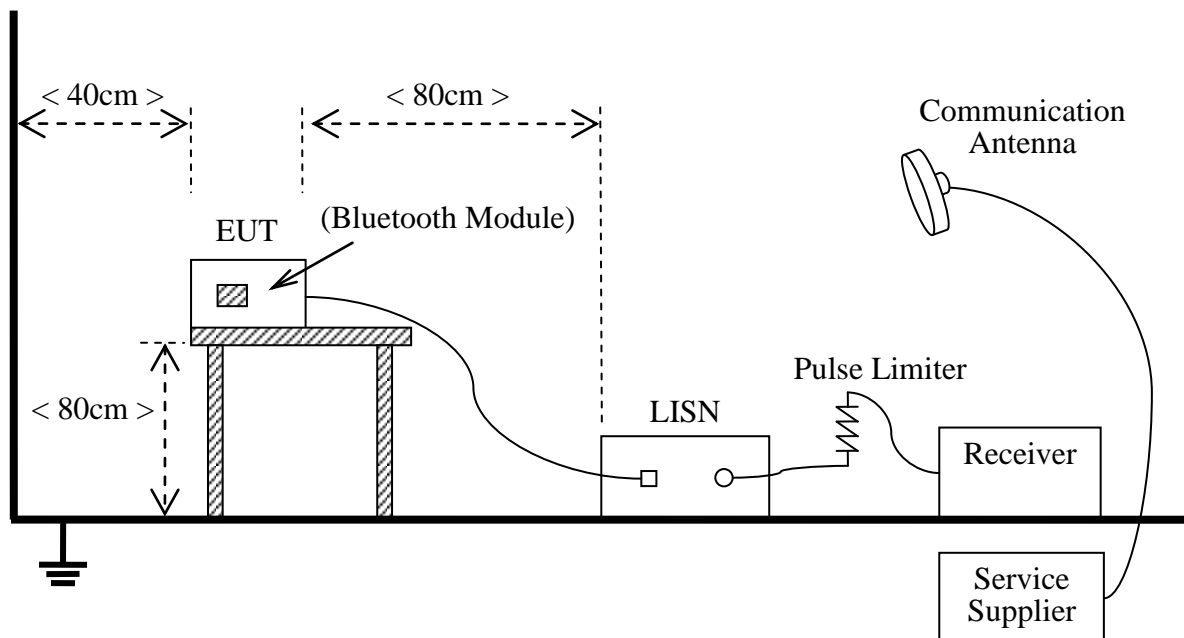 < 40cm >
< 80cm >
Communication
Antenna
(Bluetooth Module)
EUT
Pulse Limiter
< 80cm >
LISN
Receiver
Service
Supplier